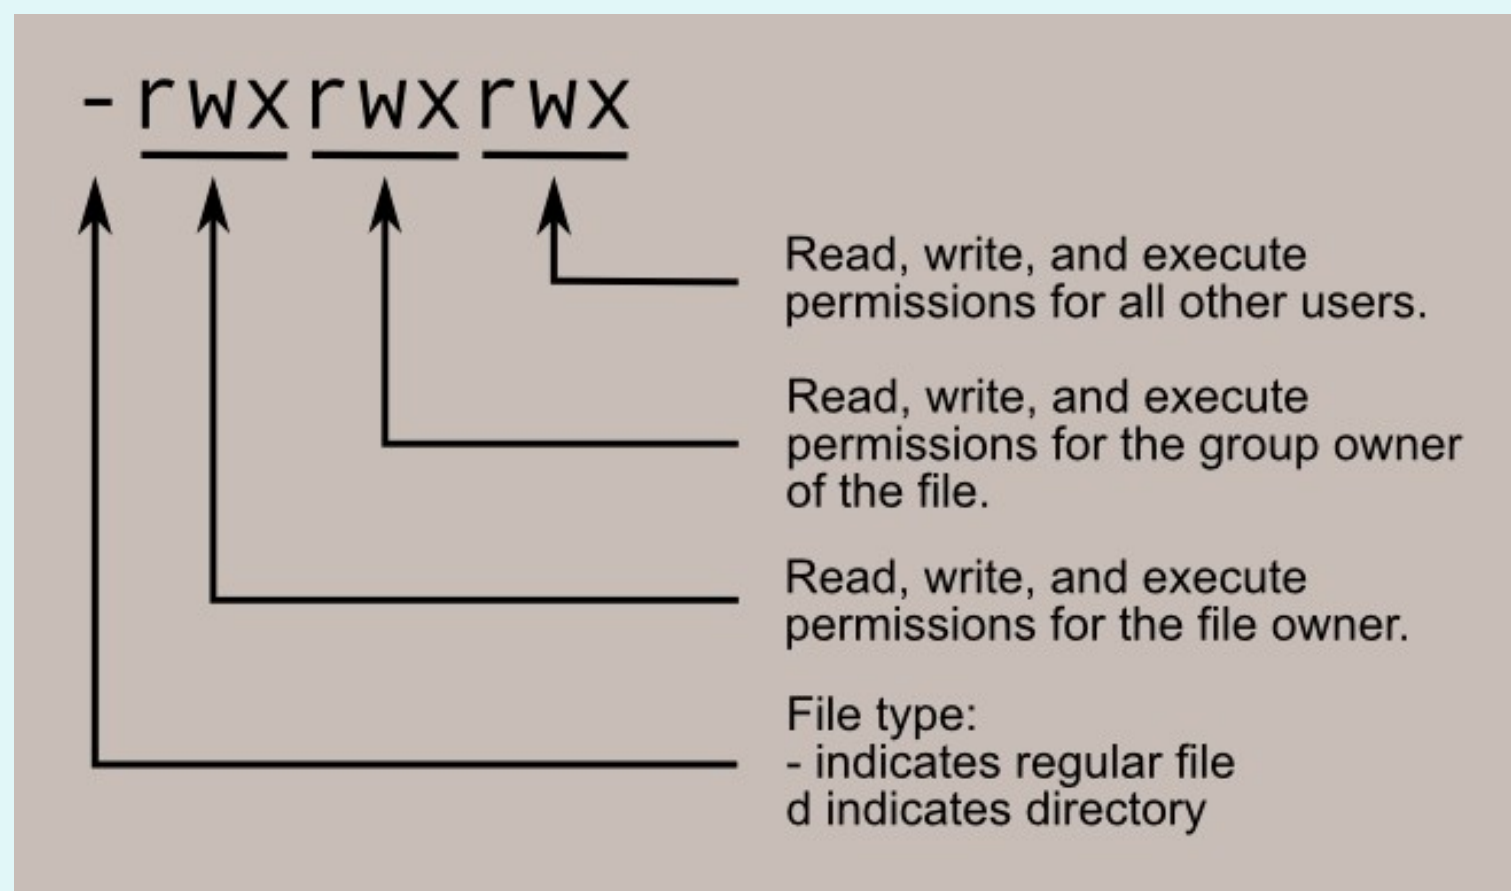 -rwxrwxrwx
Read, write, and execute
permissions for all other users.
Read, write, and execute
permissions for the group owner
of the file.
Read, write, and execute
permissions for the file owner.
File type:
- indicates regular file
d indicates directory